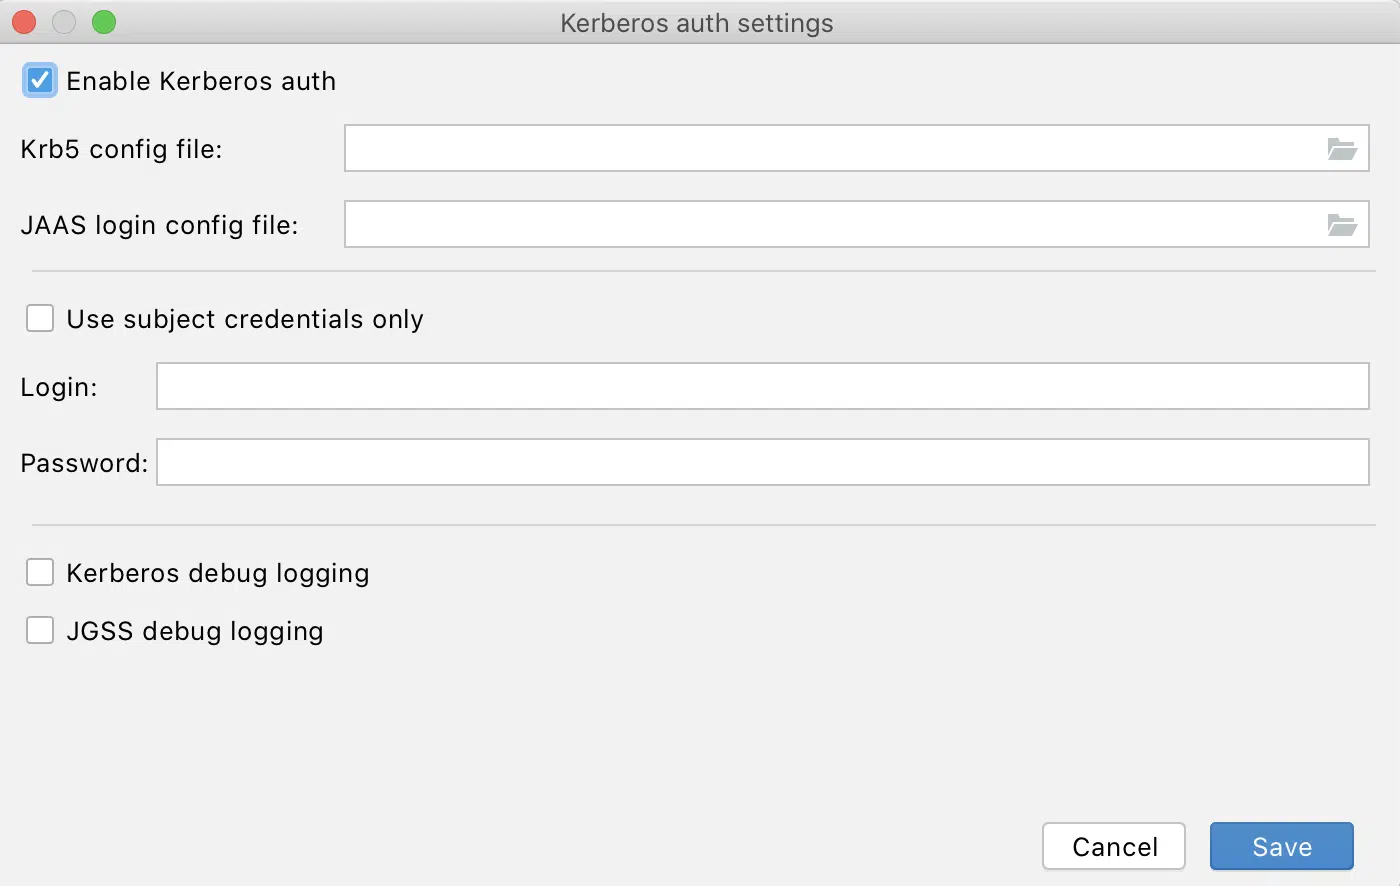 Kerberos auth settings
Enable Kerberos auth
Krb5 config file:
JAAS login config file:
Use subject credentials only
Login:
Password:
Kerberos debug logging
JGSS debug logging
Cancel Save